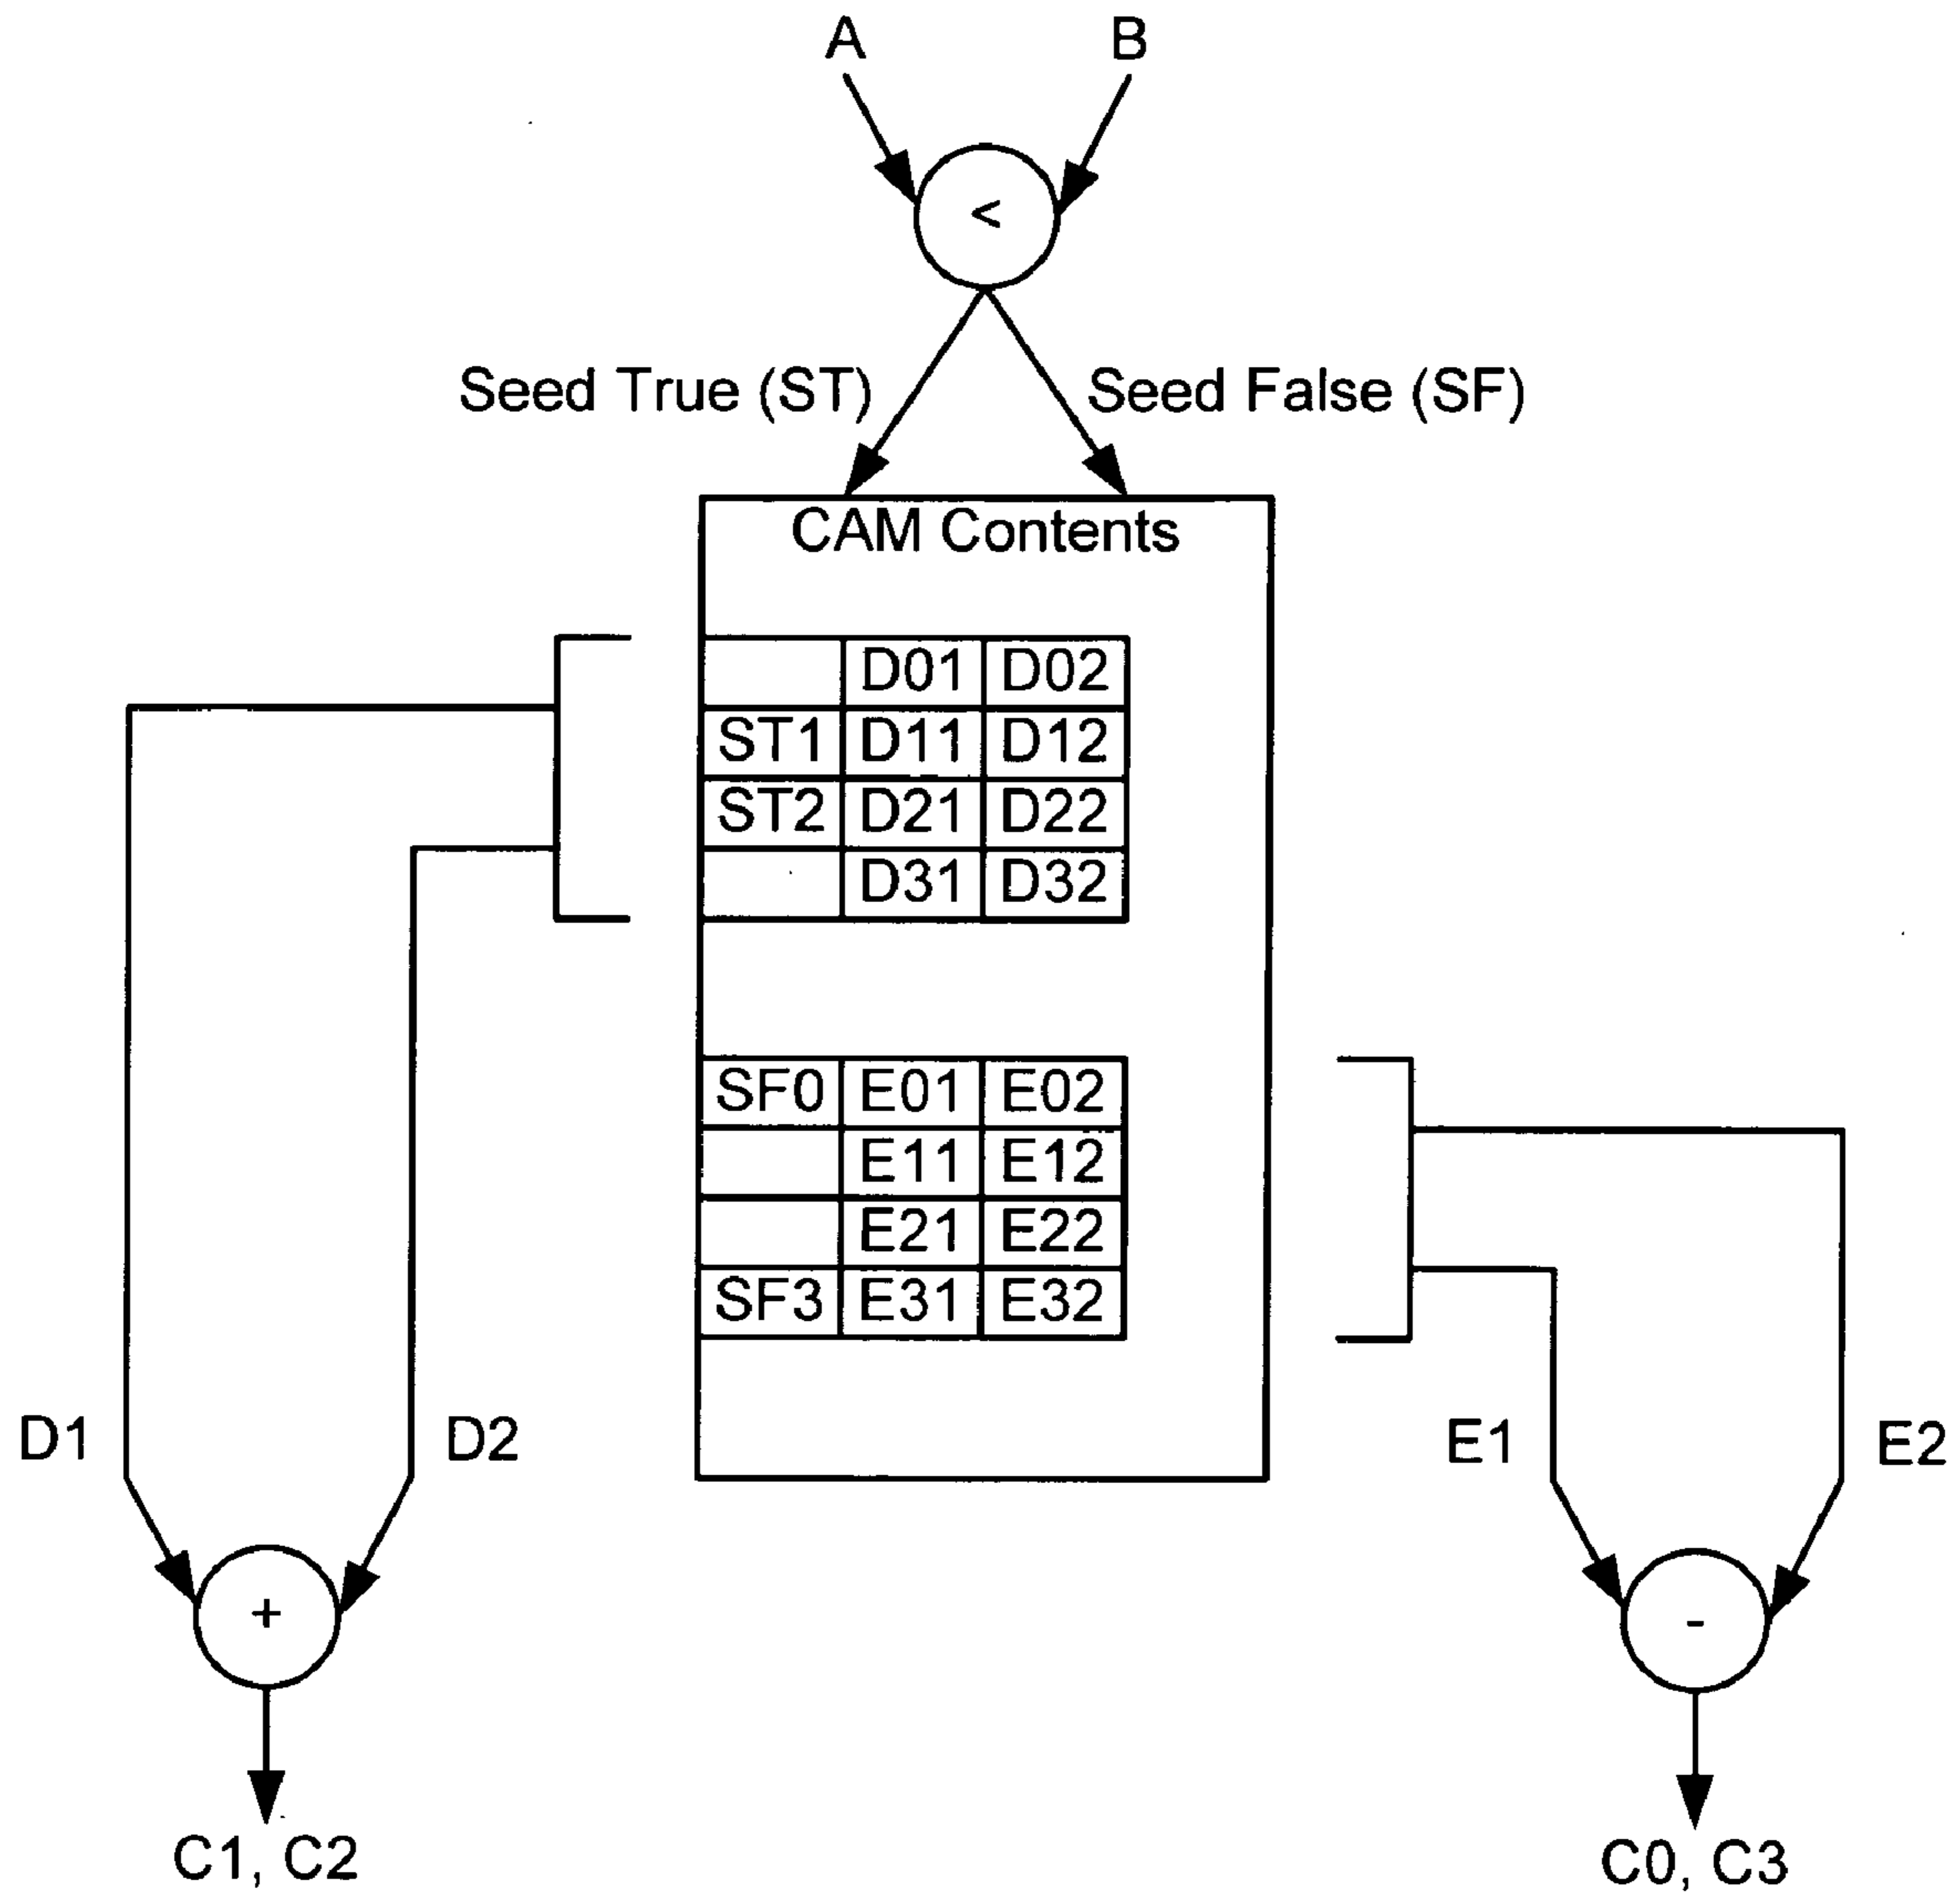 A B
<
Seed True (ST) Seed False (SF)
CAM Contents
D01 D02
ST1 D11 D12
ST2 D21 D22
D31 D32
SF0 E01 E02
E11 E12
E21 E22
SF3 E31 E32
D1 D2 E1 E2
+ -
C1, C2 C0, C3